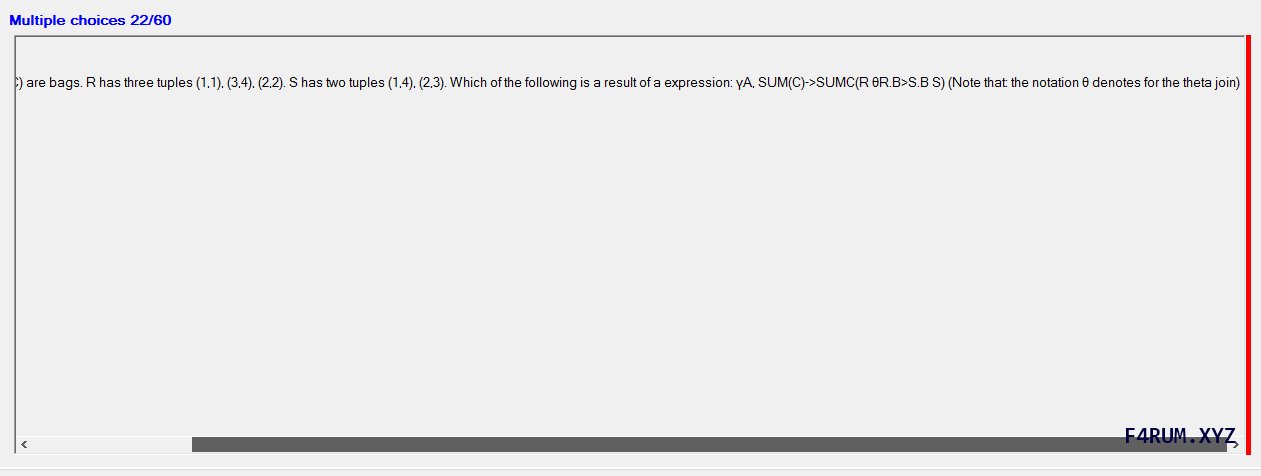 Multiple choices 22/60
) are bags. R has three tuples (1,1), (3,4), (2,2). S has two tuples (1,4), (2,3). Which of the following is a result of a expression: γA, SUM(C)->SUMC(R θR.B>S.B S) (Note that: the notation θ denotes for the theta join)
F4RUM.XYZ